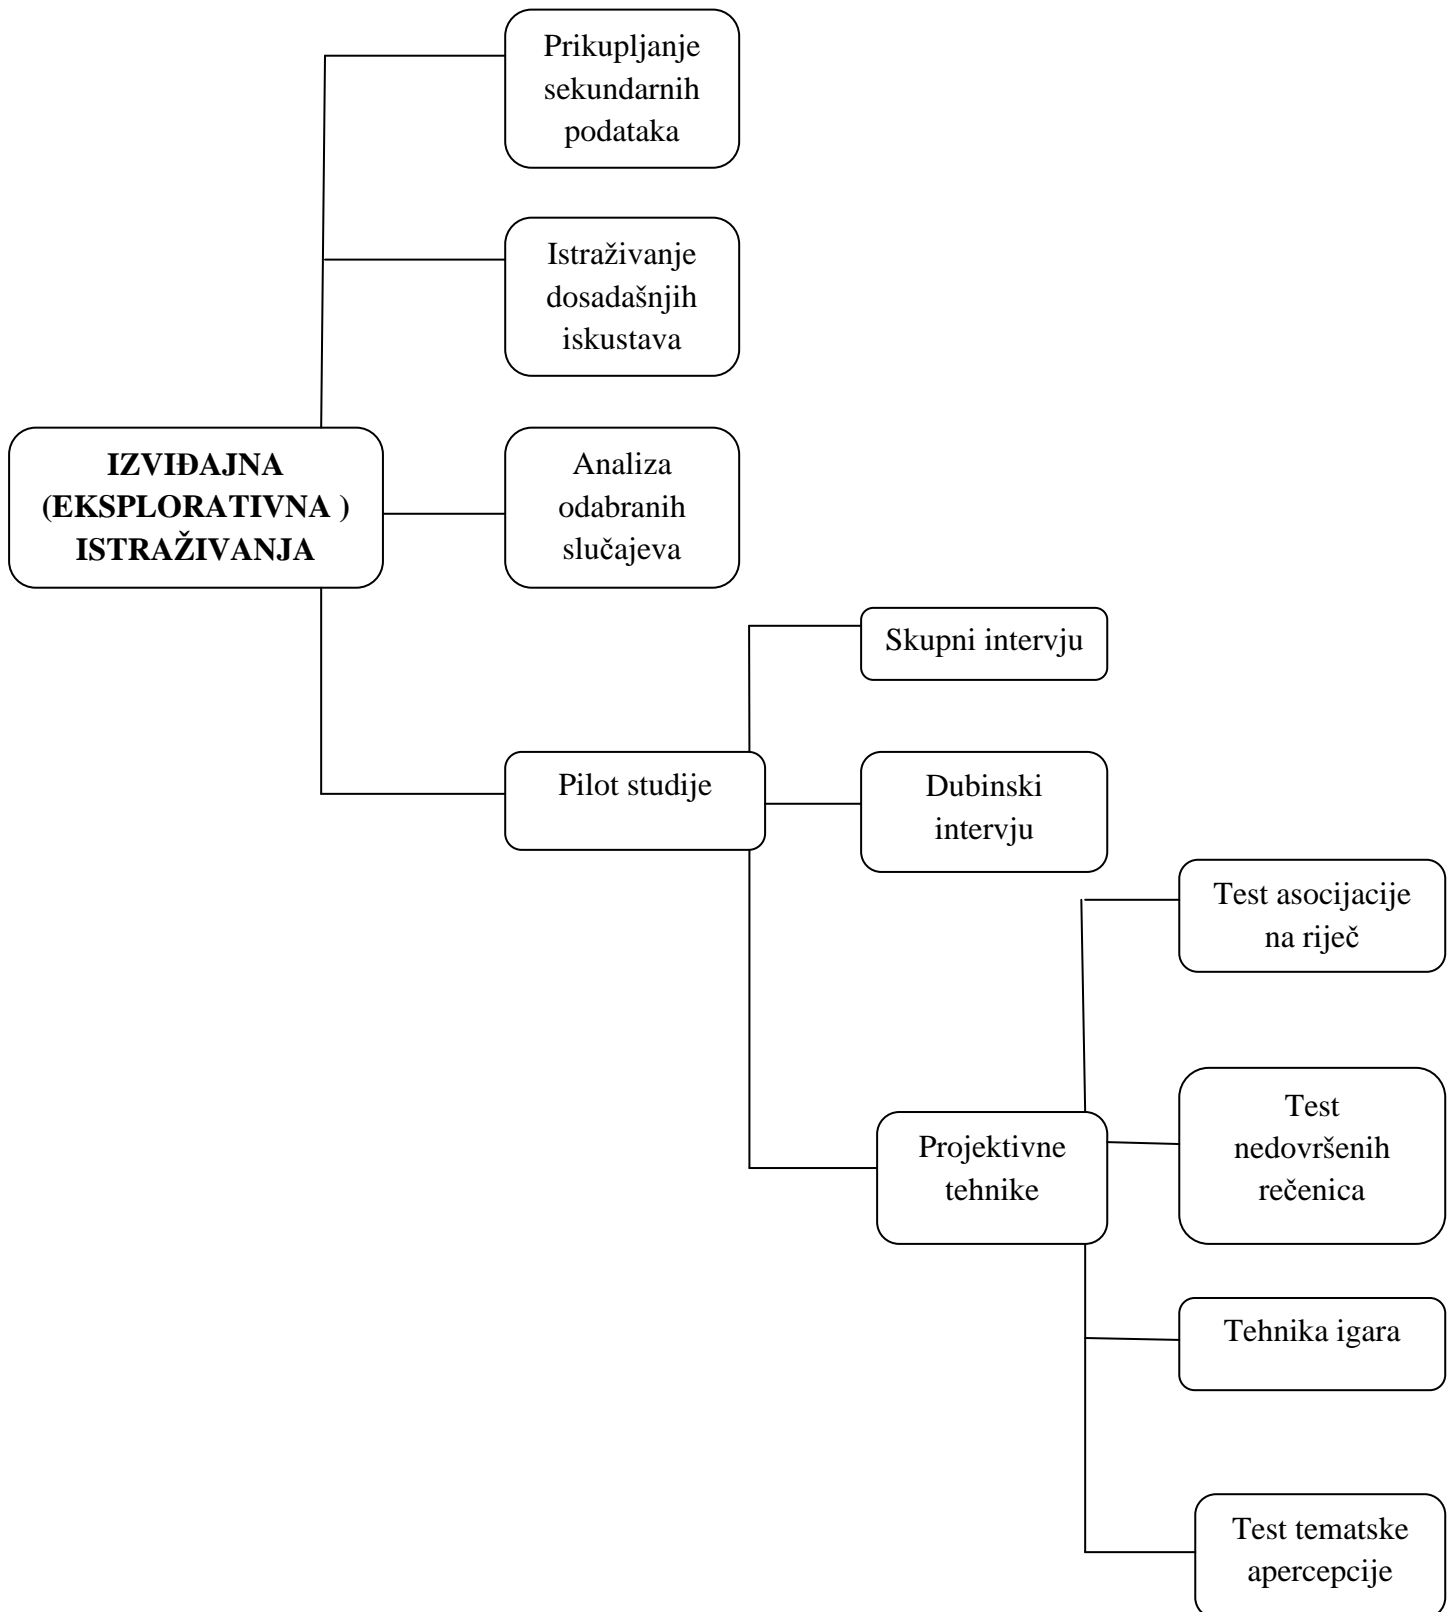 Prikupljanje
sekundarnih
podataka
Istraživanje
dosadašnjih
iskustava
IZVIĐAJNA
(EKSPLORATIVNA )
ISTRAŽIVANJA
Analiza
odabranih
slučajeva
Skupni intervju
Pilot studije
Dubinski
intervju
Test asocijacije
na riječ
Projektivne
tehnike
Test
nedovršenih
rečenica
Tehnika igara
Test tematske
apercepcije